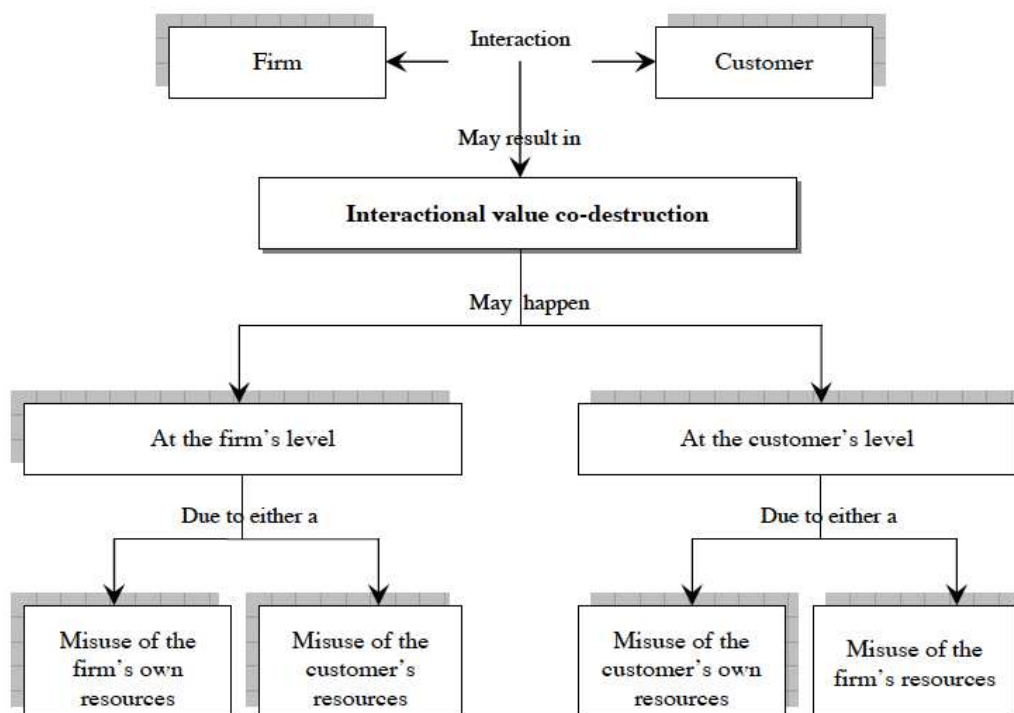 Interaction
Firm
Customer
May result in
Interactional value co-destruction
May happen
At the firm's level
At the customer's level
Due to either a
Due to either a
Misuse of the
firm's own
resources
Misuse of the
customer's
resources
Misuse of the
customer's own
resources
Misuse of the
firm's resources